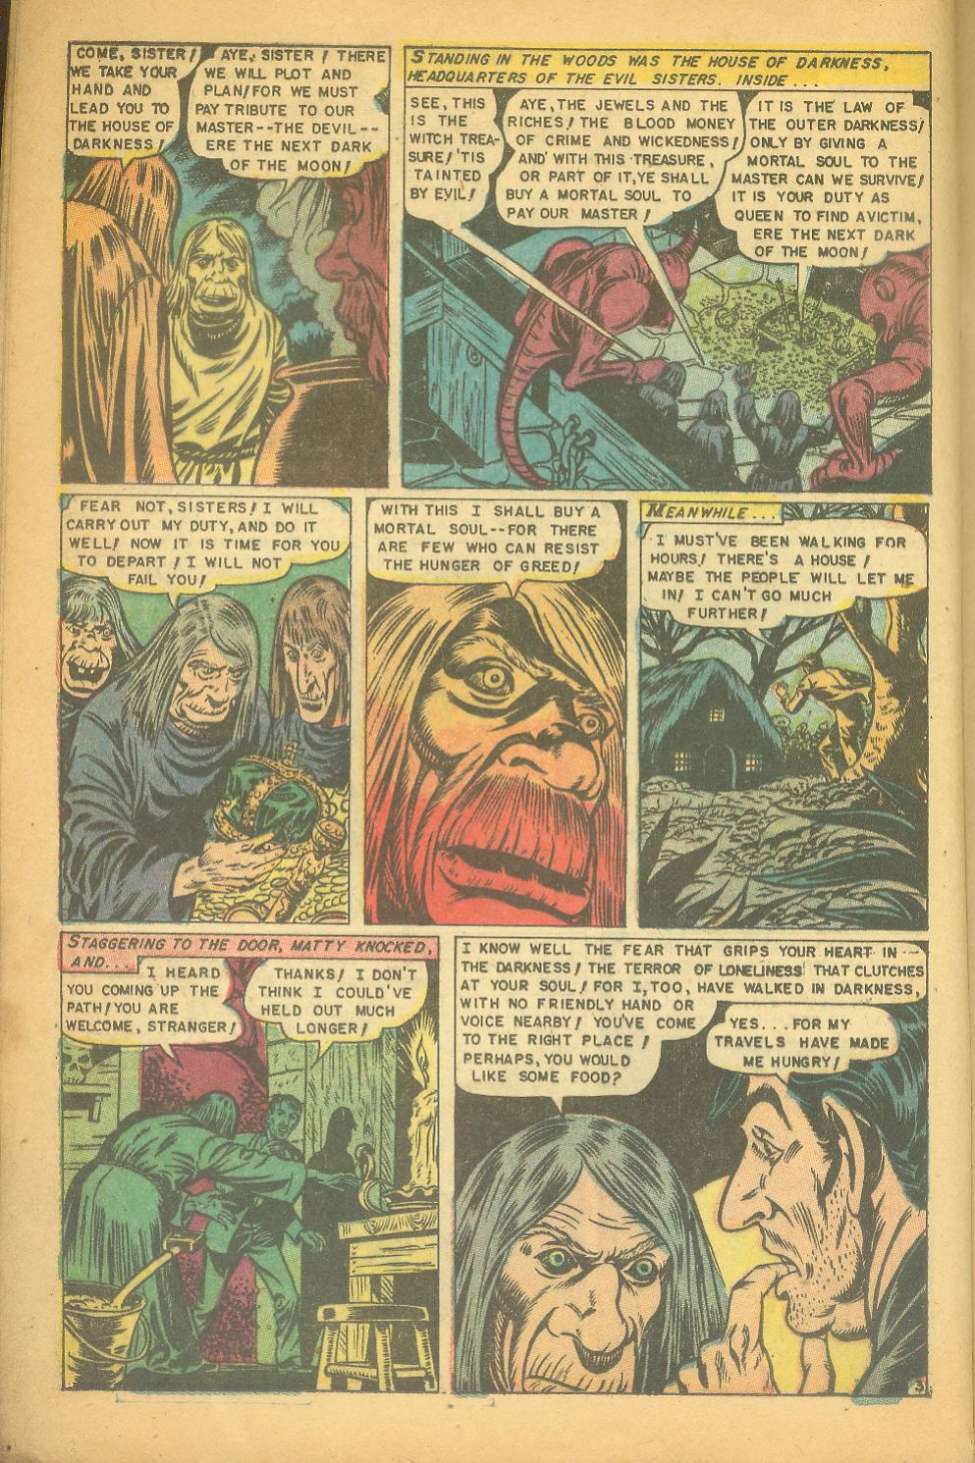 COME, SISTER!
WE TAKE YOUR
HAND AND
LEAD YOU TO
THE HOUSE OF
DARKNESS!
AYE, SISTER! THERE
WE WILL PLOT AND
PLAN! FOR WE MUST
PAY TRIBUTE TO OUR
MASTER--THE DEVIL--
ERE THE NEXT DARK
OF THE MOON!
STANDING IN THE WOODS WAS THE HOUSE OF DARKNESS,
HEADQUARTERS OF THE EVIL SISTERS. INSIDE...
SEE, THIS
IS THE
WITCH TREA-
SURE! 'TIS
TAINTED
BY EVIL!
AYE, THE JEWELS AND THE
RICHES! THE BLOOD MONEY
OF CRIME AND WICKEDNESS!
AND WITH THIS TREASURE,
OR PART OF IT, YE SHALL
BUY A MORTAL SOUL TO
PAY OUR MASTER!
IT IS THE LAW OF
THE OUTER DARKNESS!
ONLY BY GIVING A
MORTAL SOUL TO THE
MASTER CAN WE SURVIVE!
IT IS YOUR DUTY AS
QUEEN TO FIND A VICTIM,
ERE THE NEXT DARK
OF THE MOON!
FEAR NOT, SISTERS! I WILL
CARRY OUT MY DUTY, AND DO IT
WELL! NOW IT IS TIME FOR YOU
TO DEPART! I WILL NOT
FAIL YOU!
WITH THIS I SHALL BUY A
MORTAL SOUL--FOR THERE
ARE FEW WHO CAN RESIST
THE HUNGER OF GREED!
MEANWHILE...
I MUST'VE BEEN WALKING FOR
HOURS! THERE'S A HOUSE!
MAYBE THE PEOPLE WILL LET ME
IN! I CAN'T GO MUCH
FURTHER!
STAGGERING TO THE DOOR, MATTY KNOCKED,
AND...
I HEARD
YOU COMING UP THE
PATH! YOU ARE
WELCOME, STRANGER!
THANKS! I DON'T
THINK I COULD'VE
HELD OUT MUCH
LONGER!
I KNOW WELL THE FEAR THAT GRIPS YOUR HEART IN
THE DARKNESS! THE TERROR OF LONELINESS THAT CLUTCHES
AT YOUR SOUL! FOR I, TOO, HAVE WALKED IN DARKNESS,
WITH NO FRIENDLY HAND OR
VOICE NEARBY! YOU'VE COME
TO THE RIGHT PLACE!
PERHAPS, YOU WOULD
LIKE SOME FOOD?
YES...FOR MY
TRAVELS HAVE MADE
ME HUNGRY!